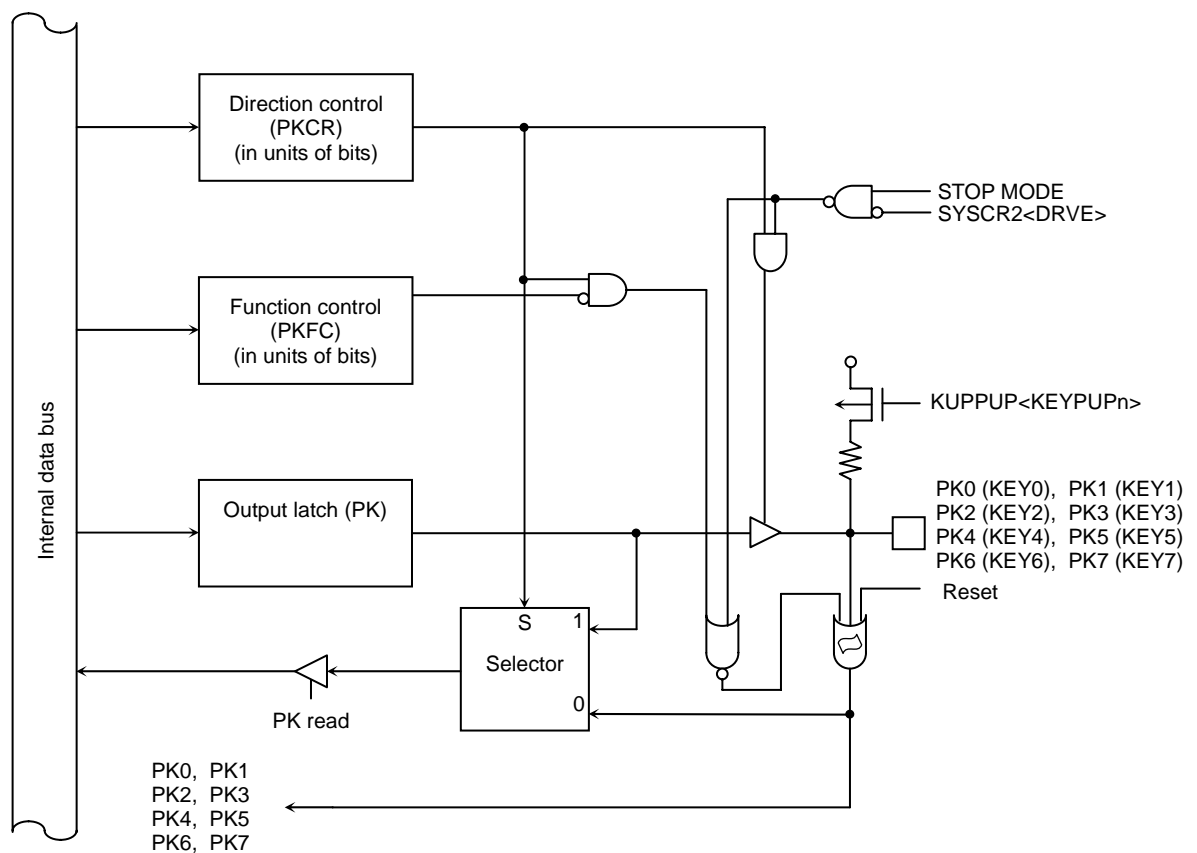 Direction control
(PKCR)
(in units of bits)
STOP MODE
SYSCR2<DRVE>
Function control
(PKFC)
(in units of bits)
KUPPUP<KEYPUPn>
Internal data bus
Output latch (PK)
PK0 (KEY0), PK1 (KEY1)
PK2 (KEY2), PK3 (KEY3)
PK4 (KEY4), PK5 (KEY5)
PK6 (KEY6), PK7 (KEY7)
Reset
S
1
Selector
0
PK read
PK0, PK1
PK2, PK3
PK4, PK5
PK6, PK7